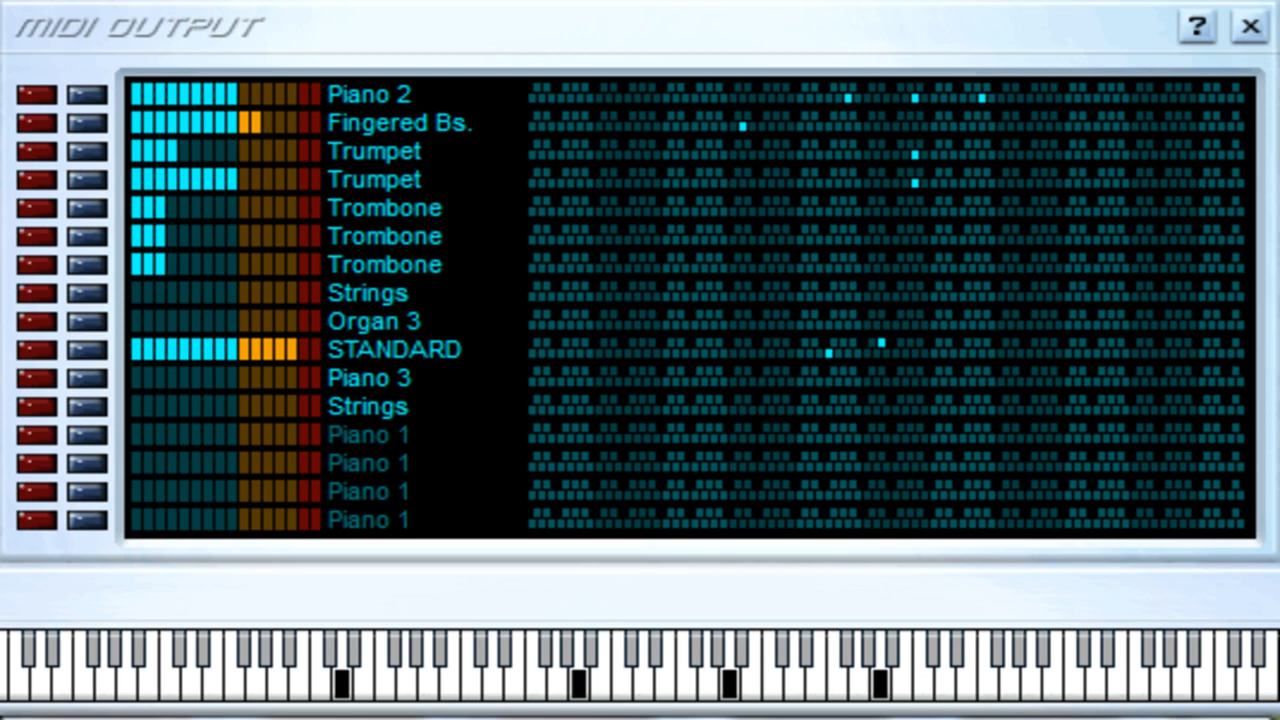 MIDI OUTPUT ? X
Piano 2
Fingered Bs.
Trumpet
Trumpet
Trombone
Trombone
Trombone
Strings
Organ 3
STANDARD
Piano 3
Strings
Piano 1
Piano 1
Piano 1
Piano 1